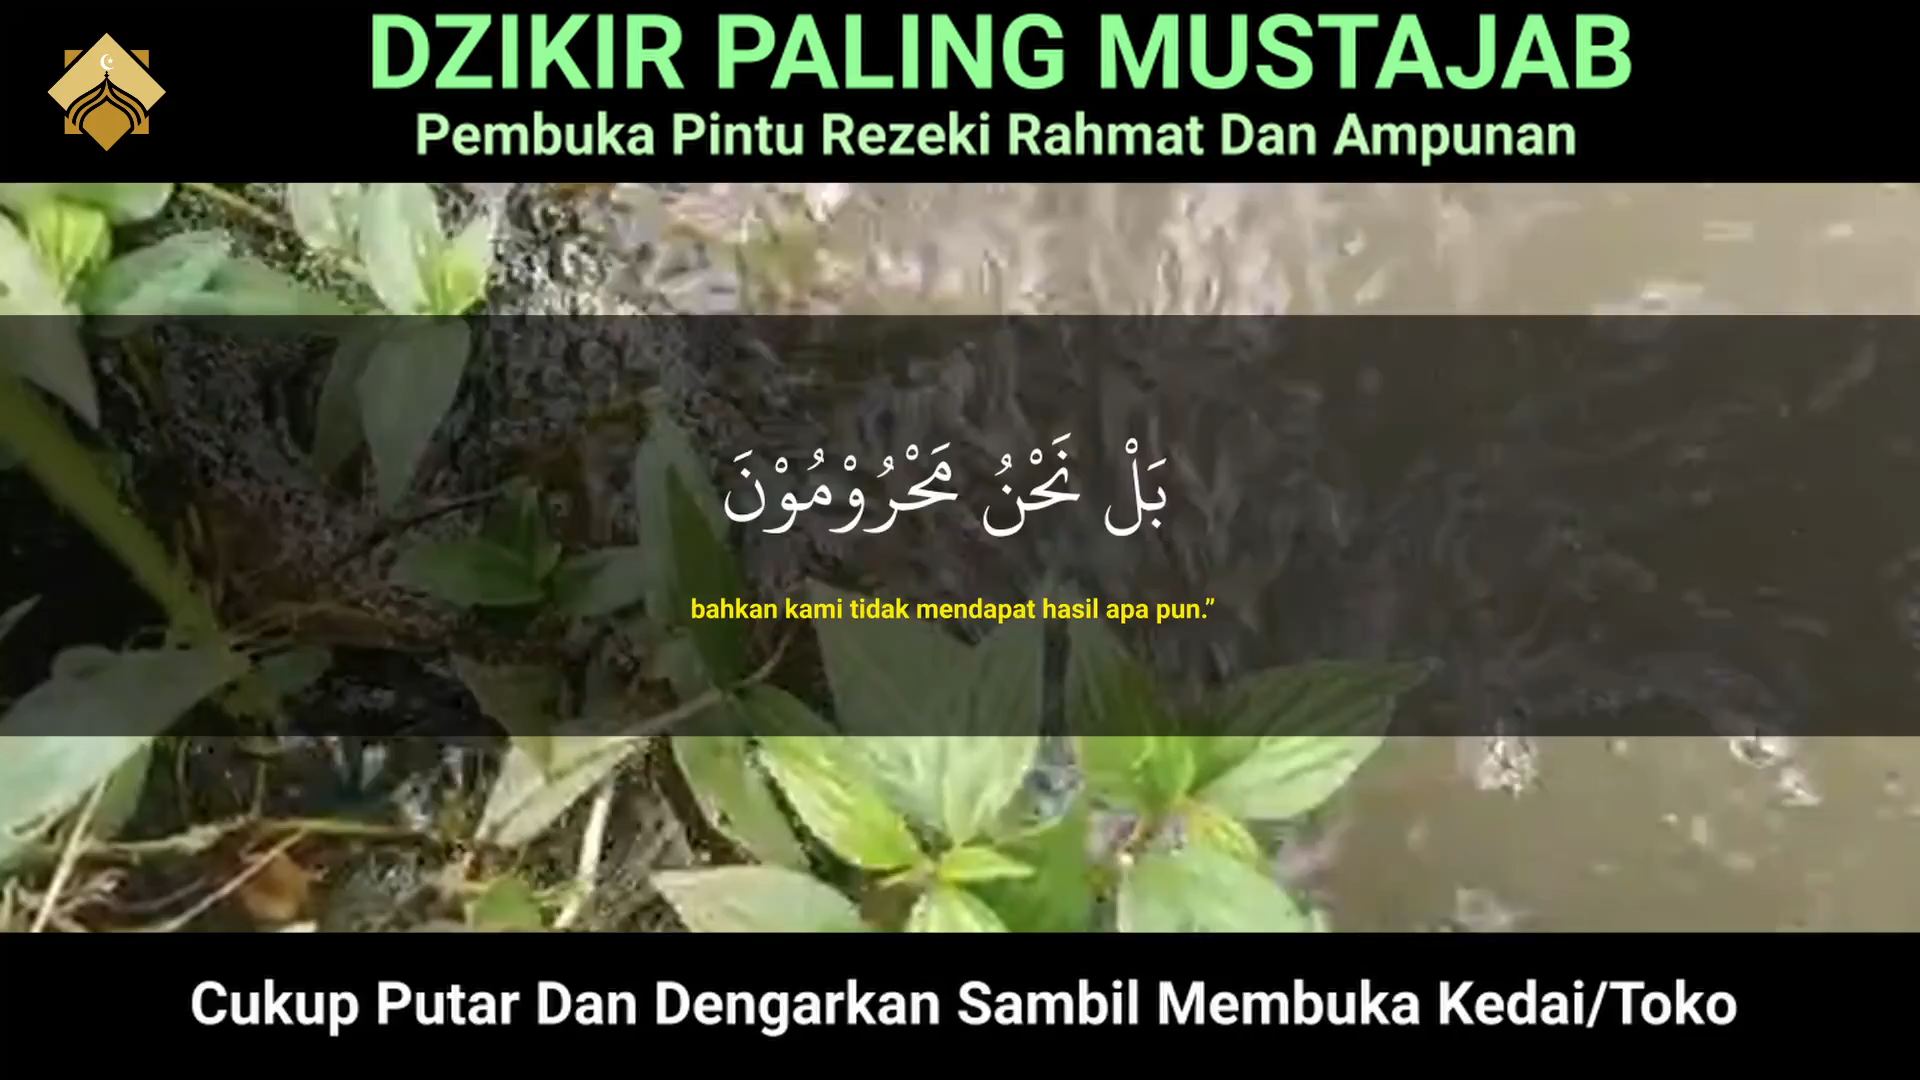 DZIKIR PALING MUSTAJAB
Pembuka Pintu Rezeki Rahmat Dan Ampunan
بَلْ نَحْنُ مَحْرُوْمُوْنَ
bahkan kami tidak mendapat hasil apa pun.”
Cukup Putar Dan Dengarkan Sambil Membuka Kedai/Toko